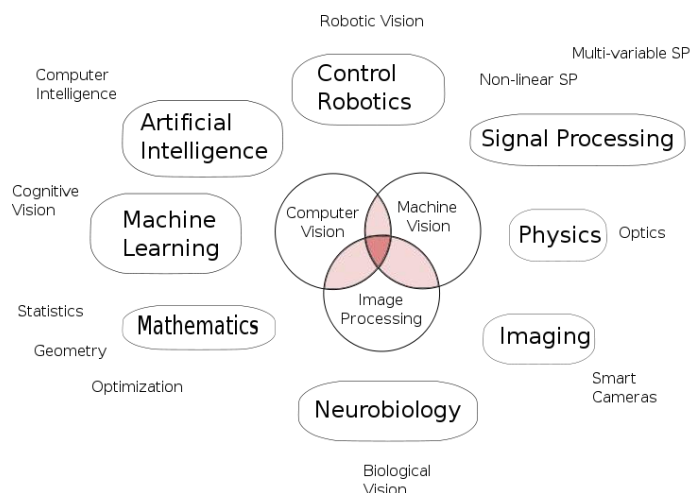 Robotic Vision
Multi-variable SP
Computer
Intelligence
Control
Robotics
Non-linear SP
Artificial
Intelligence
Signal Processing
Cognitive
Vision
Machine
Learning
Computer
Vision
Machine
Vision
Physics
Optics
Image
Processing
Statistics
Mathematics
Imaging
Geometry
Optimization
Smart
Cameras
Neurobiology
Biological
Vision